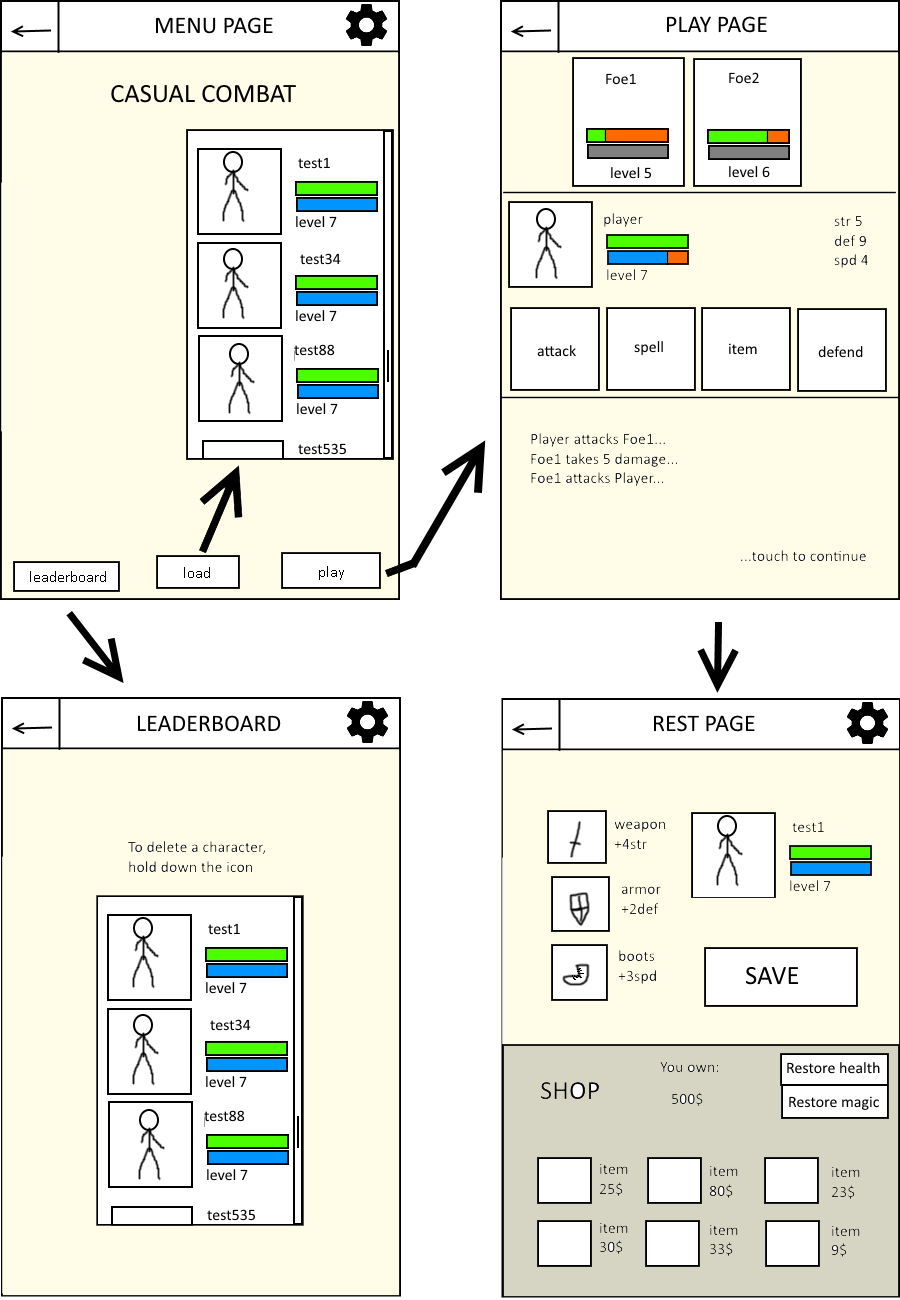 MENU PAGE
CASUAL COMBAT
test1
level 7
test34
level 7
test88
level 7
test535
leaderboard
load
play
PLAY PAGE
Foe1
level 5
Foe2
level 6
player
level 7
str 5
def 9
spd 4
attack
spell
item
defend
Player attacks Foe1...
Foe1 takes 5 damage...
Foe1 attacks Player...
...touch to continue
LEADERBOARD
To delete a character,
hold down the icon
test1
level 7
test34
level 7
test88
level 7
test535
REST PAGE
weapon
+4str
armor
+2def
boots
+3spd
test1
level 7
SAVE
SHOP
You own:
500$
Restore health
Restore magic
item
25$
item
80$
item
23$
item
30$
item
33$
item
9$